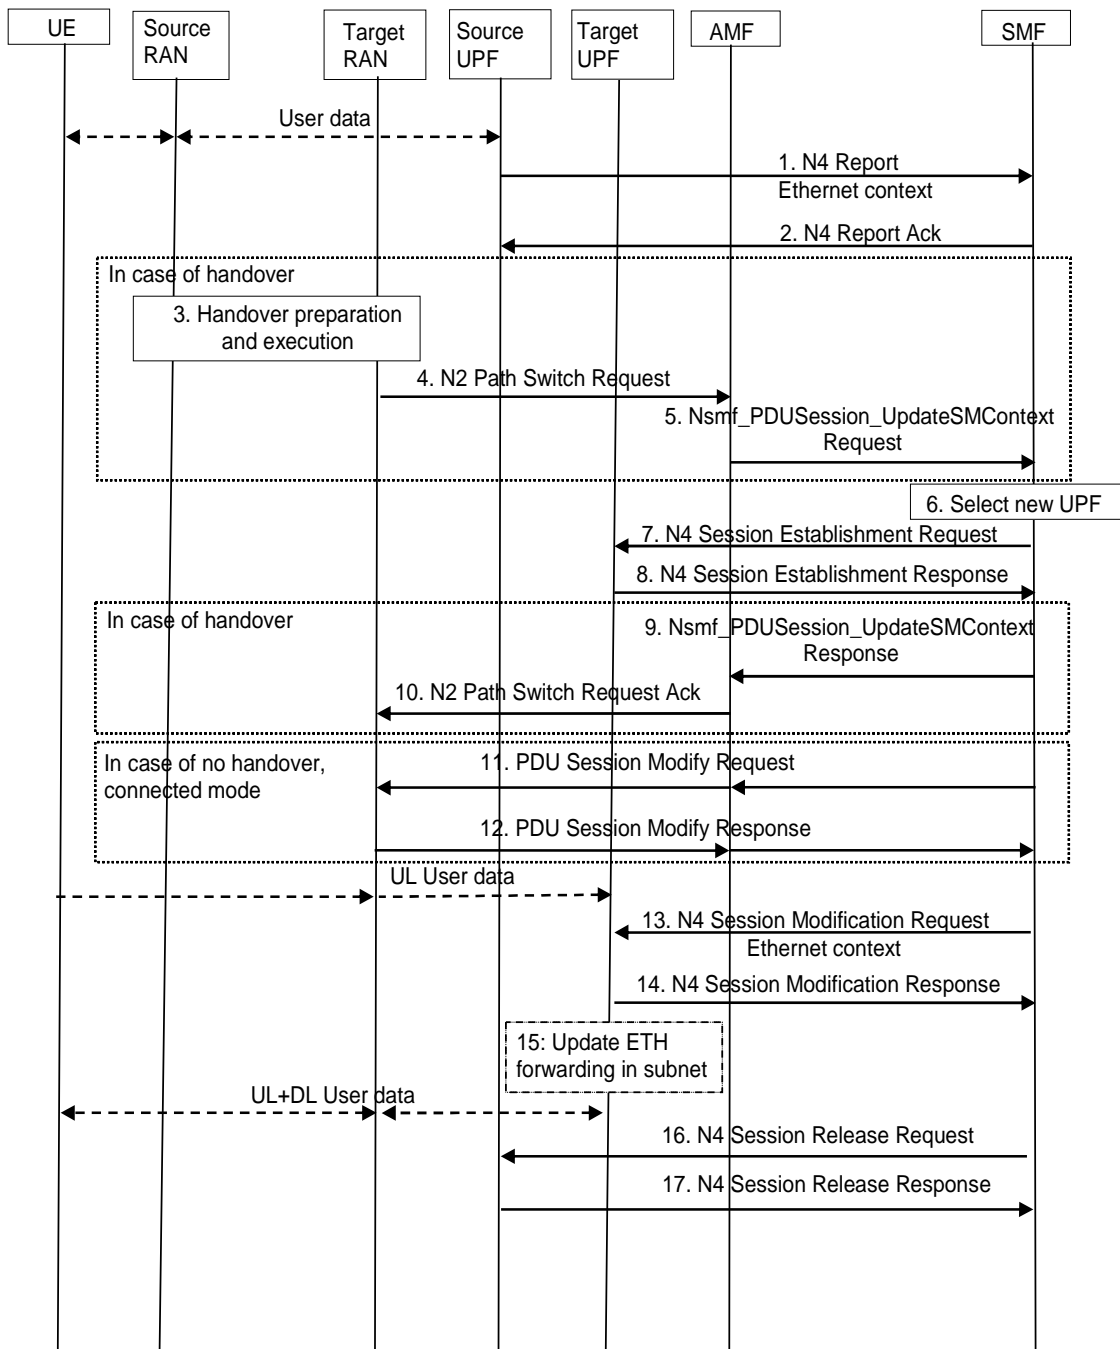 UE
Source
RAN
Target
RAN
Source
UPF
Target
UPF
AMF
SMF
User data
1. N4 Report
Ethernet context
2. N4 Report Ack
In case of handover
3. Handover preparation
and execution
4. N2 Path Switch Request
5. Nsmf_PDUSession_UpdateSMContext
Request
6. Select new UPF
7. N4 Session Establishment Request
8. N4 Session Establishment Response
In case of handover
9. Nsmf_PDUSession_UpdateSMContext
Response
10. N2 Path Switch Request Ack
In case of no handover,
connected mode
11. PDU Session Modify Request
12. PDU Session Modify Response
UL User data
13. N4 Session Modification Request
Ethernet context
14. N4 Session Modification Response
15: Update ETH
forwarding in subnet
UL+DL User data
16. N4 Session Release Request
17. N4 Session Release Response